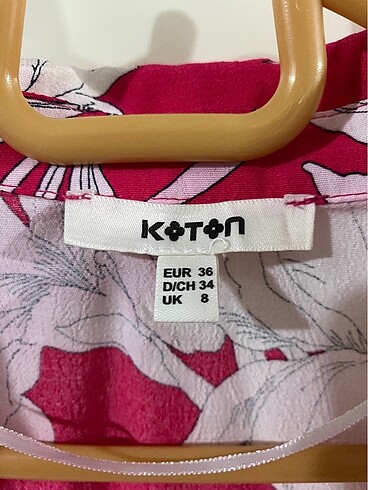 KOTON
EUR 36
D/CH 34
UK 8